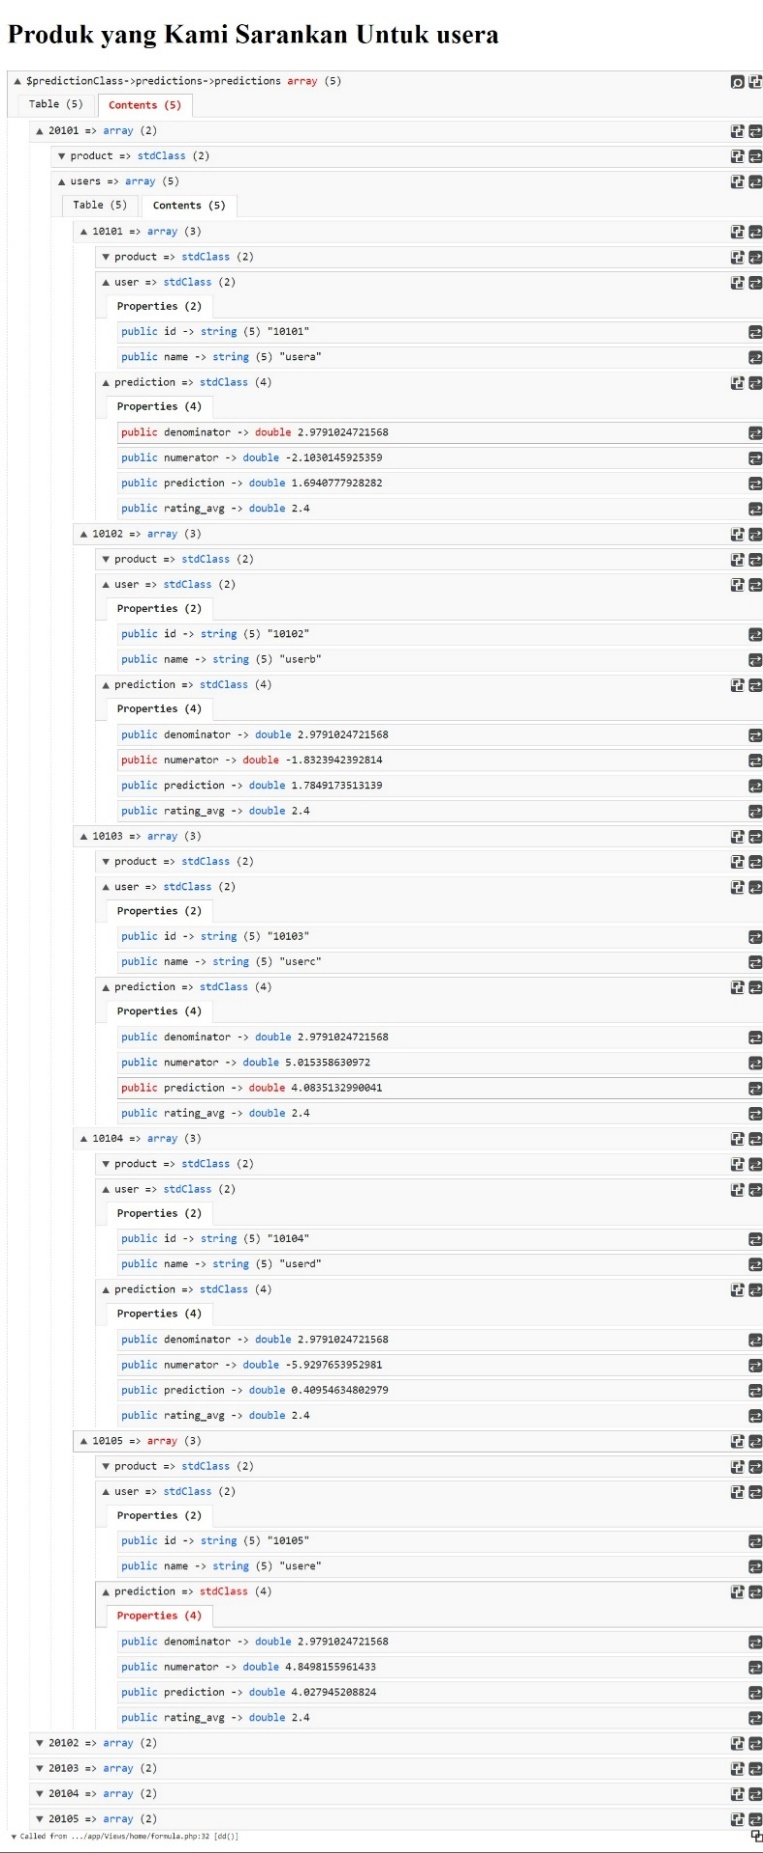 Produk yang Kami Sarankan Untuk usera
▲ $predictionClass->predictions->predictions array (5)
Table (5) Contents (5)
▲ 20101 => array (2)
▼ product => stdClass (2)
▲ users => array (5)
Table (5) Contents (5)
▲ 10101 => array (3)
▼ product => stdClass (2)
▲ user => stdClass (2)
Properties (2)
public id -> string (5) "10101"
public name -> string (5) "usera"
▲ prediction => stdClass (4)
Properties (4)
public denominator -> double 2.9791024721568
public numerator -> double -2.1030145925359
public prediction -> double 1.6940777928282
public rating_avg -> double 2.4
▲ 10102 => array (3)
▼ product => stdClass (2)
▲ user => stdClass (2)
Properties (2)
public id -> string (5) "10102"
public name -> string (5) "userb"
▲ prediction => stdClass (4)
Properties (4)
public denominator -> double 2.9791024721568
public numerator -> double -1.8323942392814
public prediction -> double 1.7849173513139
public rating_avg -> double 2.4
▲ 10103 => array (3)
▼ product => stdClass (2)
▲ user => stdClass (2)
Properties (2)
public id -> string (5) "10103"
public name -> string (5) "userc"
▲ prediction => stdClass (4)
Properties (4)
public denominator -> double 2.9791024721568
public numerator -> double 5.015358630972
public prediction -> double 4.0835132990041
public rating_avg -> double 2.4
▲ 10104 => array (3)
▼ product => stdClass (2)
▲ user => stdClass (2)
Properties (2)
public id -> string (5) "10104"
public name -> string (5) "userd"
▲ prediction => stdClass (4)
Properties (4)
public denominator -> double 2.9791024721568
public numerator -> double -5.9297653952981
public prediction -> double 0.40954634802979
public rating_avg -> double 2.4
▲ 10105 => array (3)
▼ product => stdClass (2)
▲ user => stdClass (2)
Properties (2)
public id -> string (5) "10105"
public name -> string (5) "usere"
▲ prediction => stdClass (4)
Properties (4)
public denominator -> double 2.9791024721568
public numerator -> double 4.8498155961433
public prediction -> double 4.027945208824
public rating_avg -> double 2.4
▼ 20102 => array (2)
▼ 20103 => array (2)
▼ 20104 => array (2)
▼ 20105 => array (2)
▼ Called from .../app/Views/home/formula.php:32 [dd()]